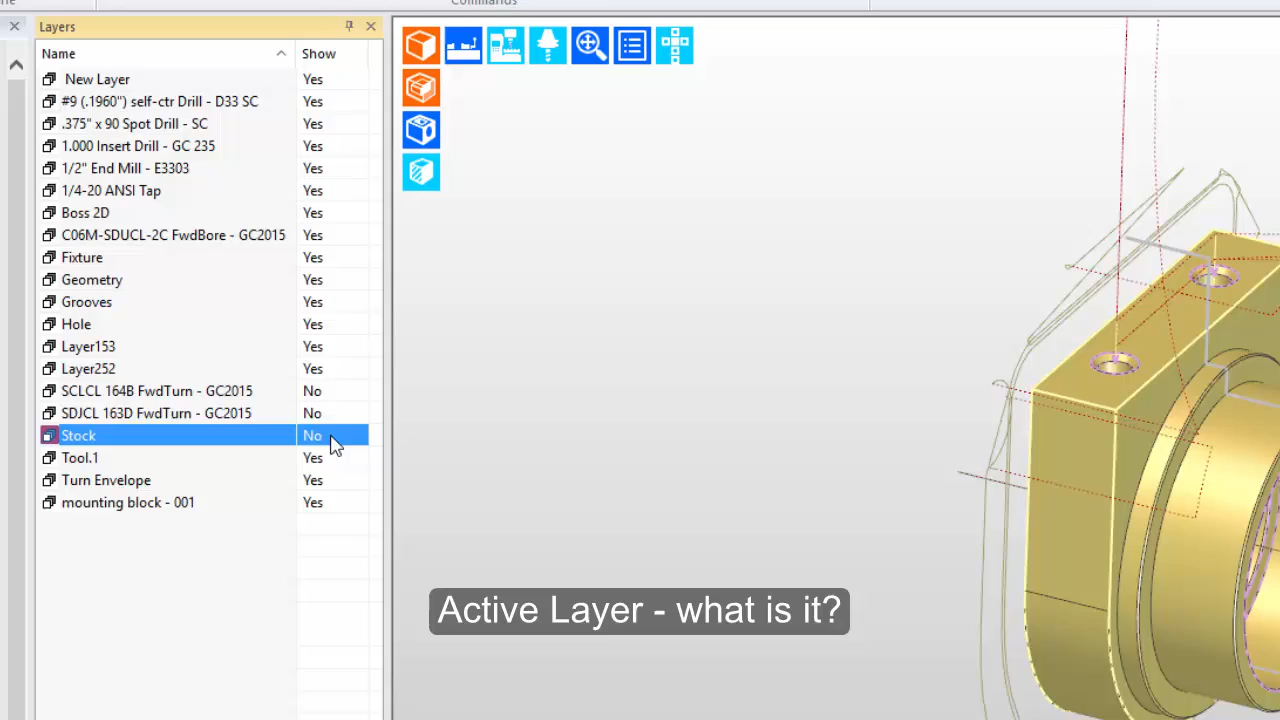 Commands
Layers
Name Show
New Layer Yes
#9 (.1960") self-ctr Drill - D33 SC Yes
.375" x 90 Spot Drill - SC Yes
1.000 Insert Drill - GC 235 Yes
1/2" End Mill - E3303 Yes
1/4-20 ANSI Tap Yes
Boss 2D Yes
C06M-SDUCL-2C FwdBore - GC2015 Yes
Fixture Yes
Geometry Yes
Grooves Yes
Hole Yes
Layer153 Yes
Layer252 Yes
SCLCL 164B FwdTurn - GC2015 No
SDJCL 163D FwdTurn - GC2015 No
Stock No
Tool.1 Yes
Turn Envelope Yes
mounting block - 001 Yes
Active Layer - what is it?